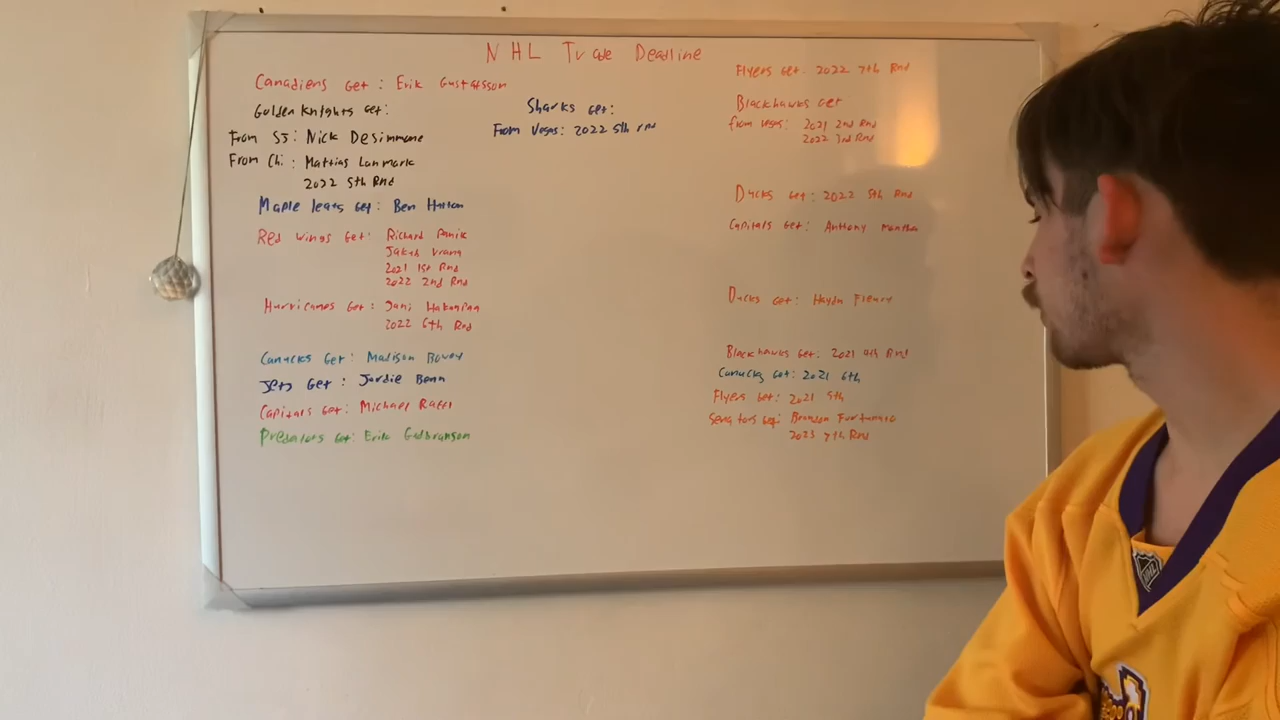 NHL Trade Deadline
Canadiens Get: Erik Gustafsson
Flyers Get: 2022 7th Rnd
Golden Knights Get:
From SJ: Nick Desimone
From Chi: Mattias Lanmark
2022 5th Rnd
Sharks Get:
From Vegas: 2022 5th rnd
Blackhawks Get
from vegas: 2021 2nd Rnd
2022 3rd Rnd
Maple leafs Get: Ben Hutton
Ducks Get: 2022 5th Rnd
Red Wings Get: Richard Panik
Jakub Vrana
2021 1st Rnd
2022 2nd Rnd
Capitals Get: Anthony Mantha
Hurricanes Get: Jani Hakanpaa
2022 6th Rnd
Ducks Get: Haydn Fleury
Canucks Get: Madison Bowey
Blackhawks Get: 2021 4th Rnd
Jets Get: Jordie Benn
Canucks Get: 2021 6th
Capitals Get: Michael Raffl
Flyers Get: 2021 5th
Predators Get: Erik Gudbranson
Senators Get: Brandon
2023 7th Rnd
NHL